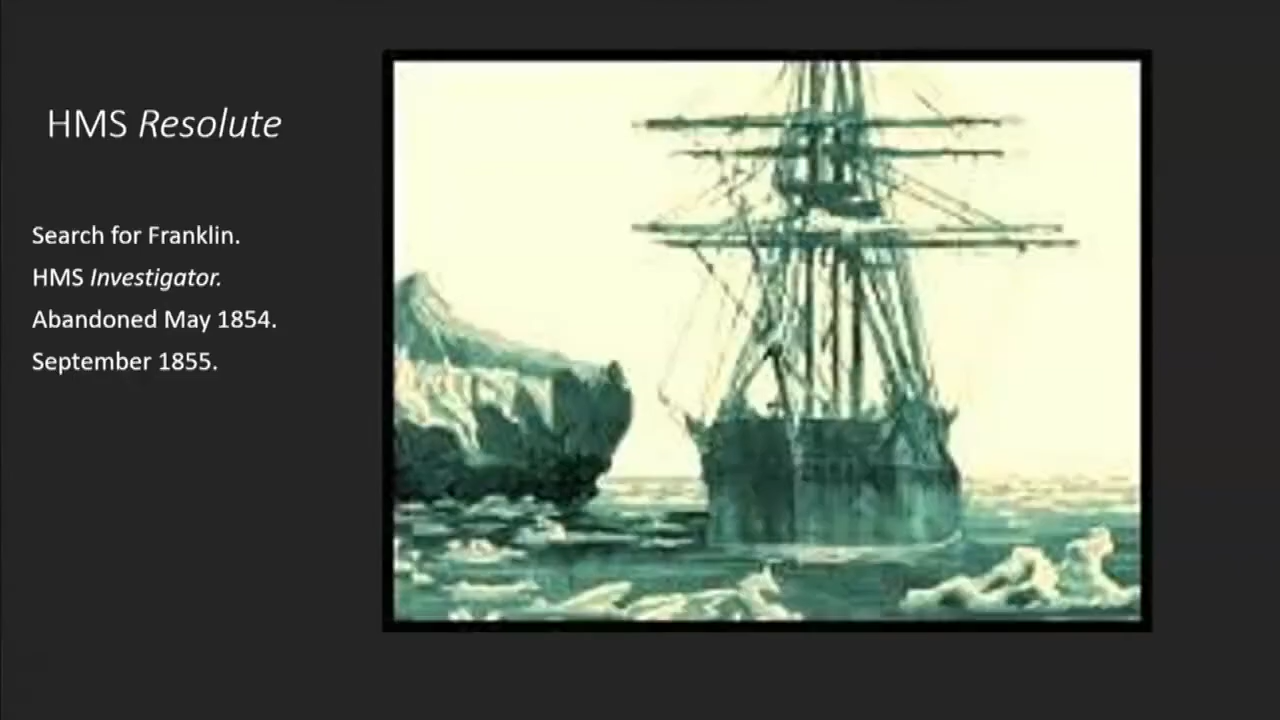 HMS Resolute
Search for Franklin.
HMS Investigator.
Abandoned May 1854.
September 1855.